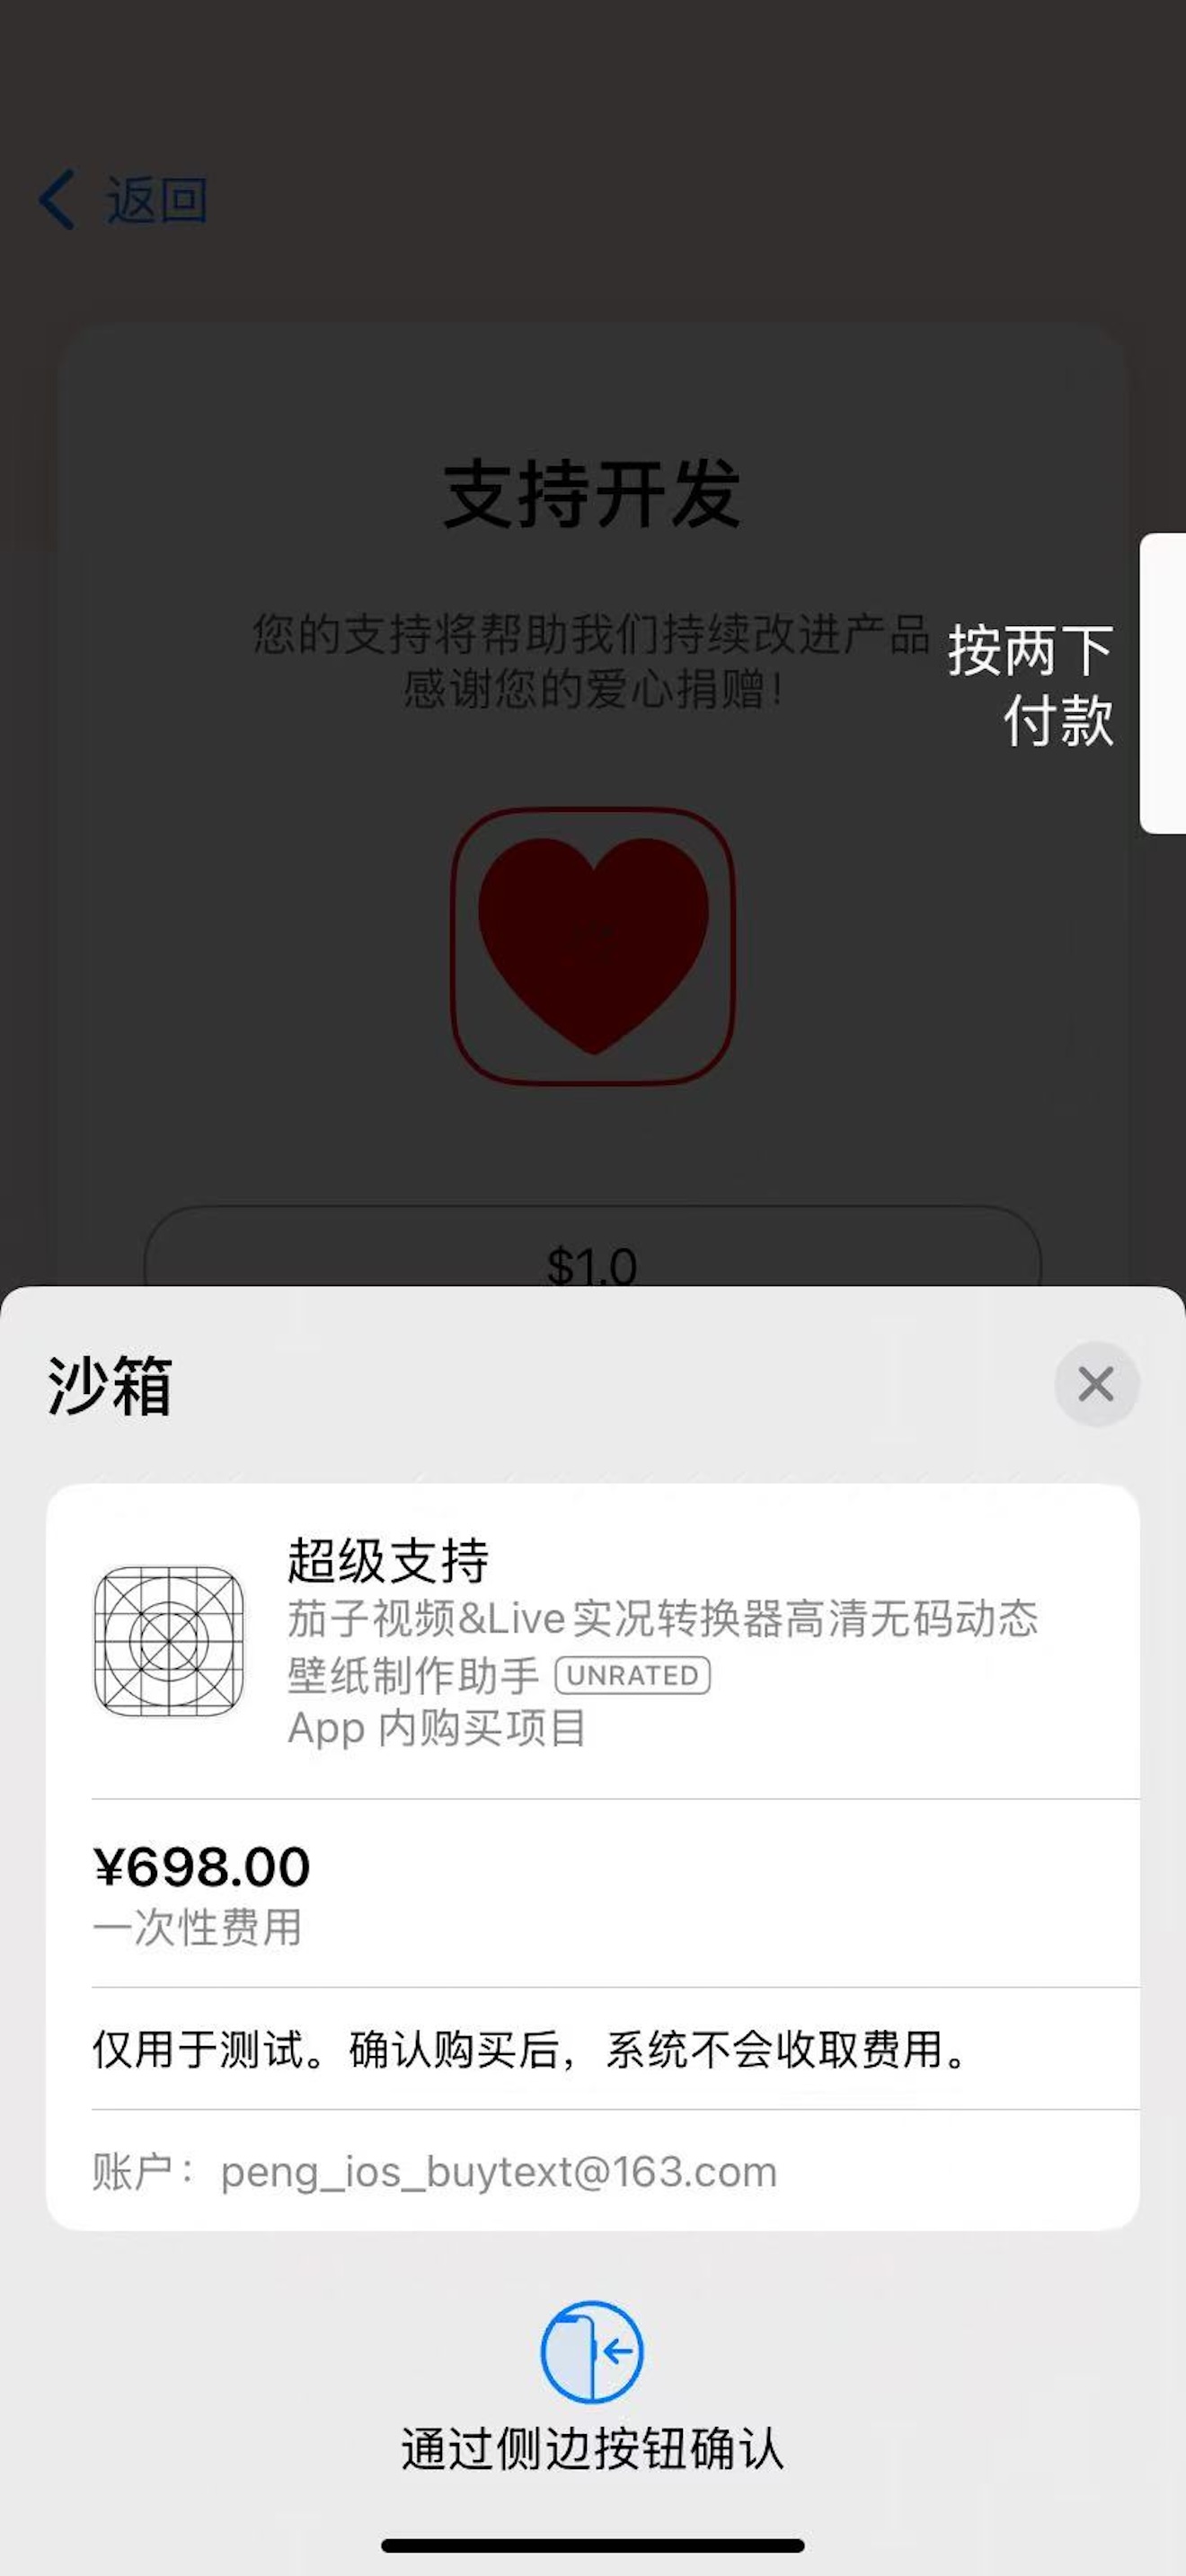 返回
支持开发
您的支持将帮助我们持续改进产品
感谢您的爱心捐赠！
按两下
付款
$1.0
沙箱
超级支持
茄子视频&Live实况转换器高清无码动态
壁纸制作助手 UNRATED
App 内购买项目
¥698.00
一次性费用
仅用于测试。确认购买后，系统不会收取费用。
账户：peng_ios_buytext@163.com
通过侧边按钮确认